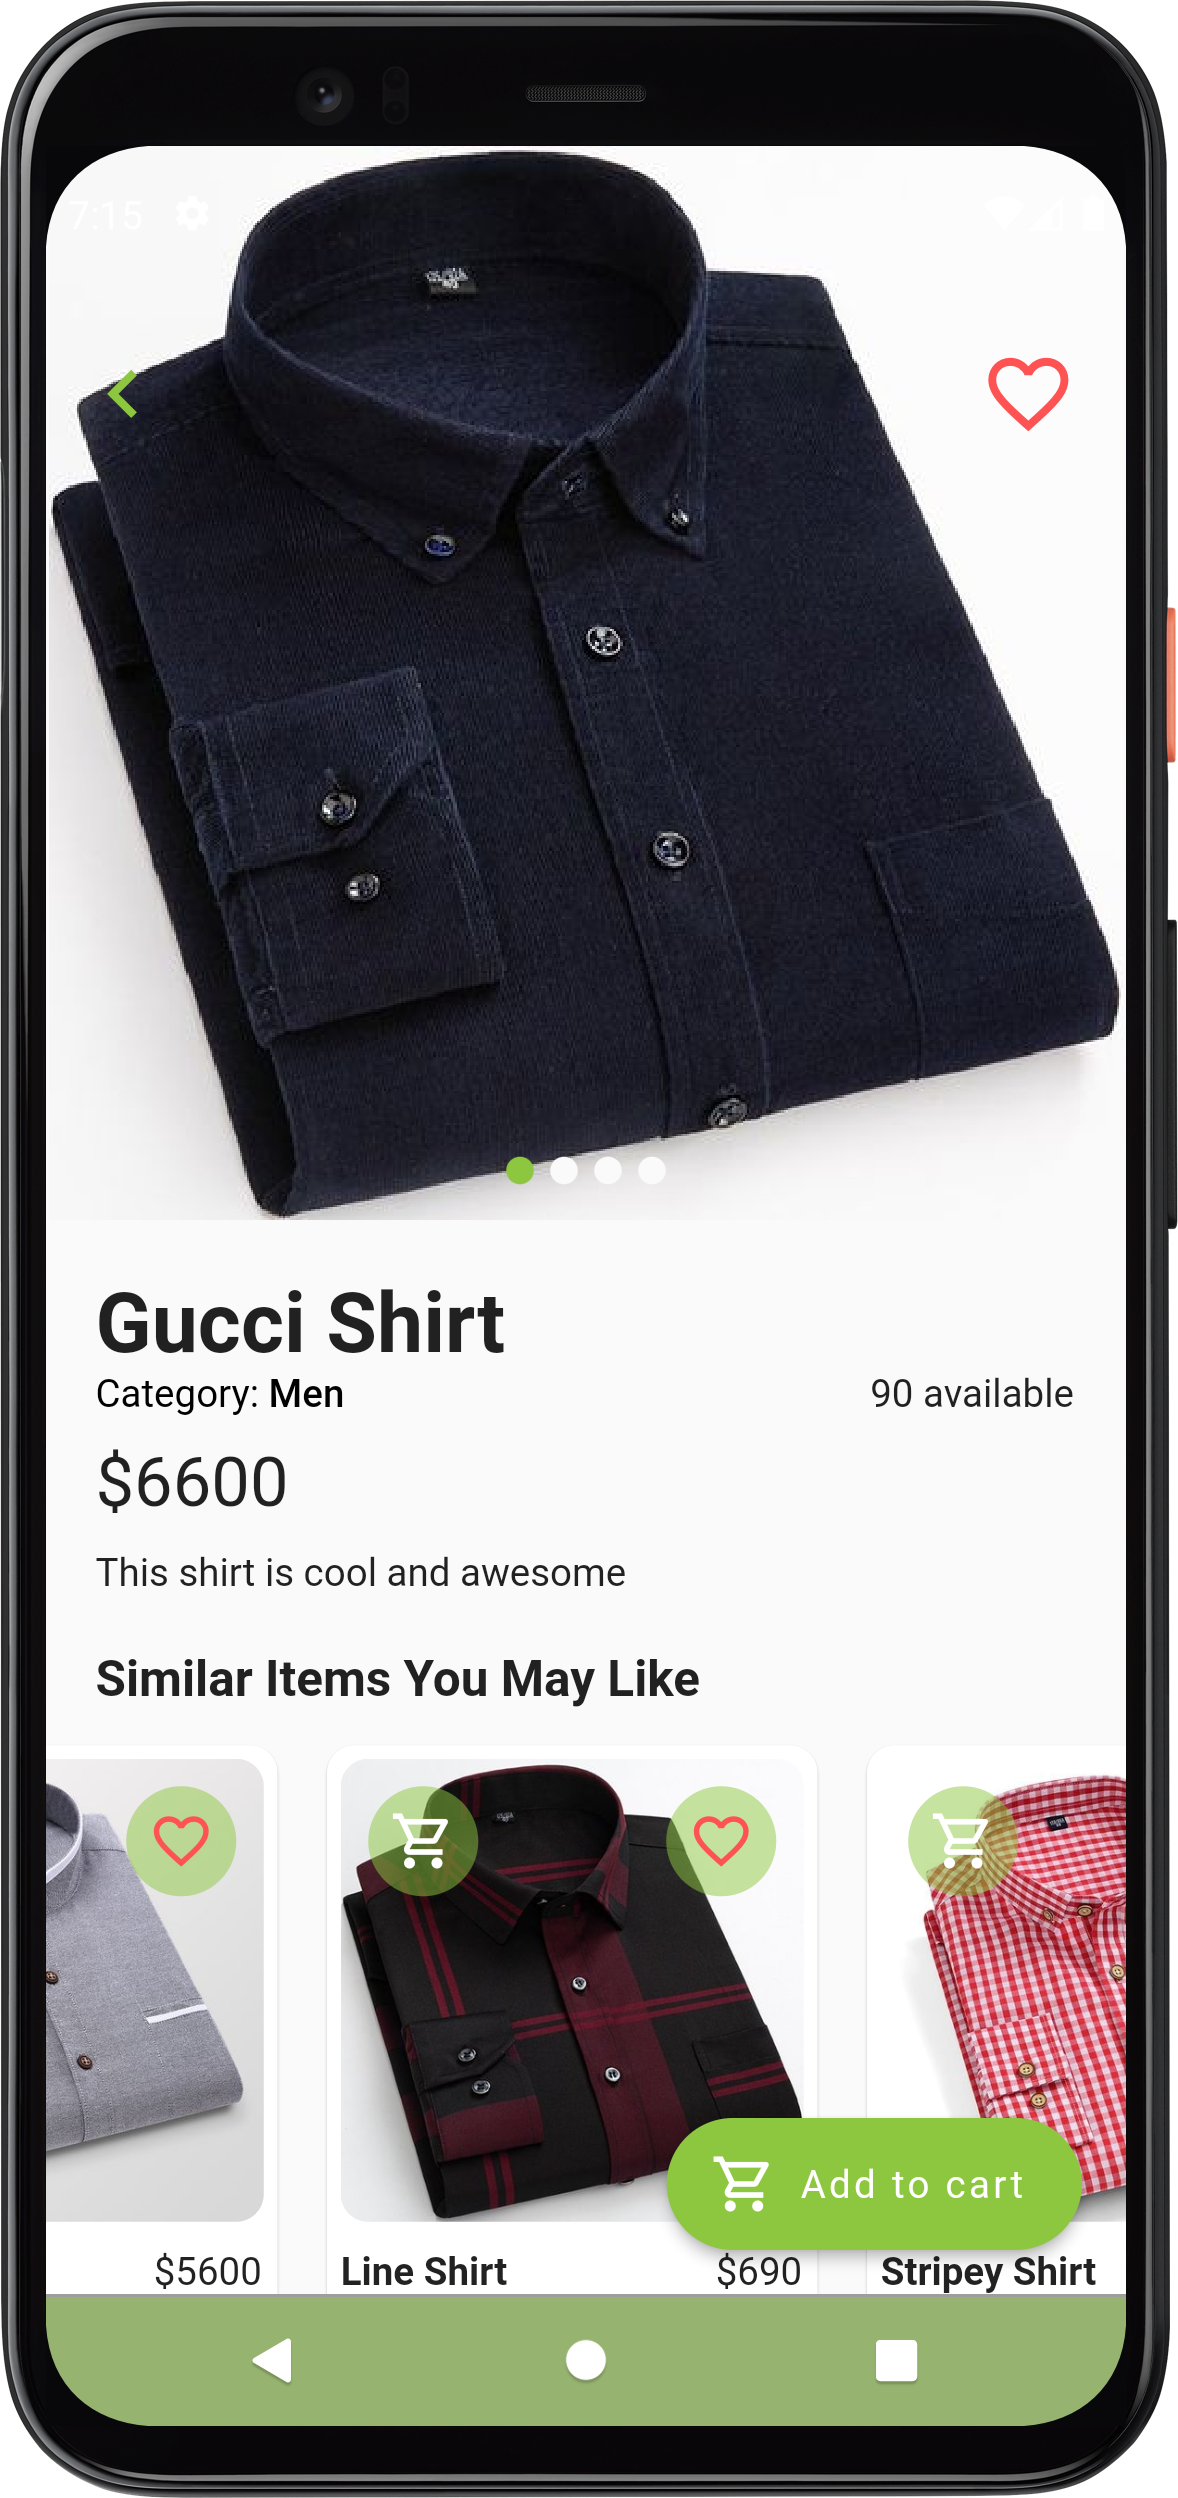 7:15
Gucci Shirt
Category: Men
90 available
$6600
This shirt is cool and awesome
Similar Items You May Like
Add to cart
$5600
Line Shirt
$690
Stripey Shirt